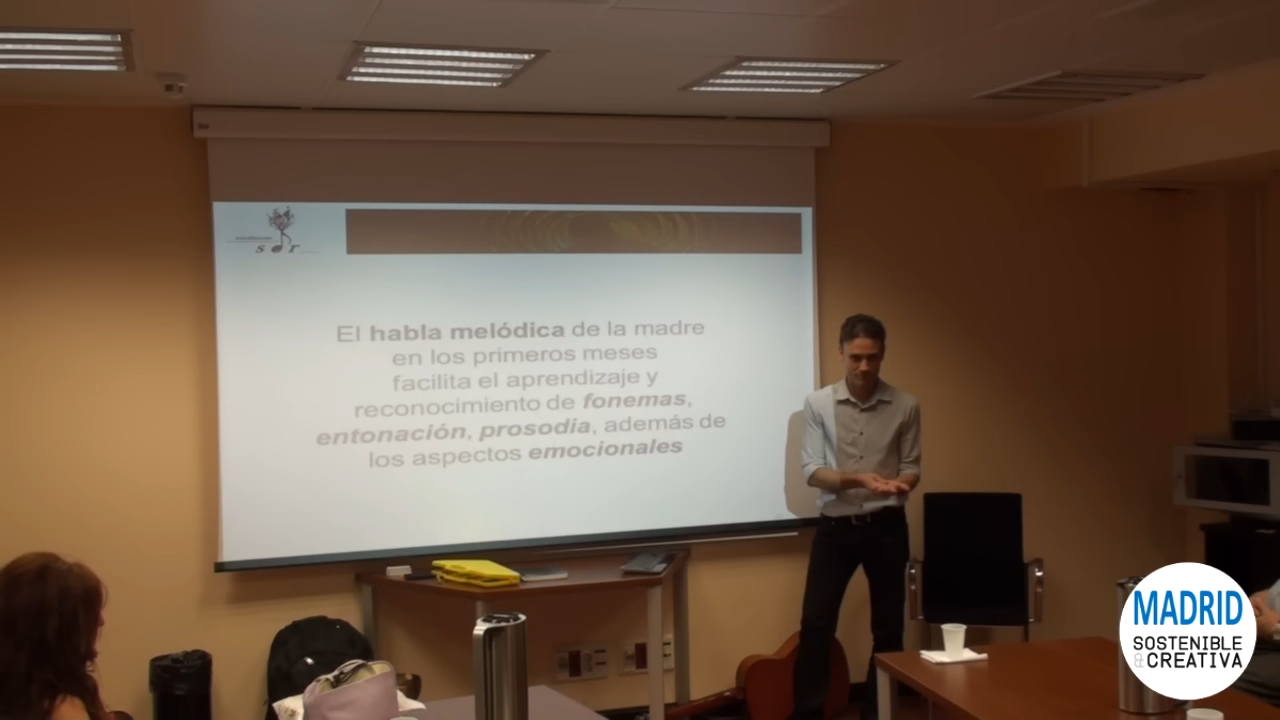 sor
El habla melódica de la madre
en los primeros meses
facilita el aprendizaje y
reconocimiento de fonemas,
entonación, prosodia, además de
los aspectos emocionales
MADRID
SOSTENIBLE
CREATIVA